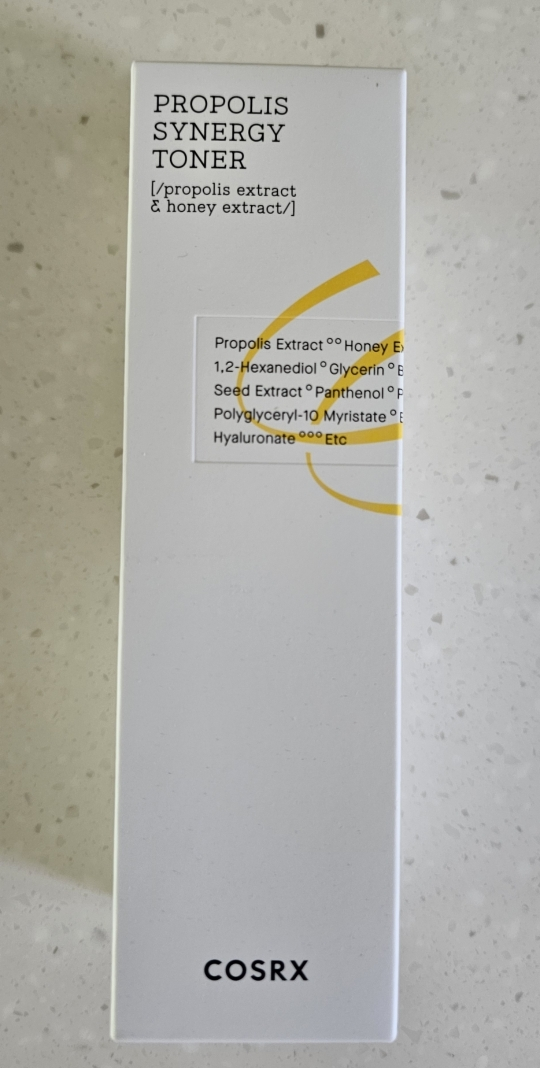 PROPOLIS
SYNERGY
TONER
[/propolis extract
& honey extract/]
Propolis Extract °° Honey
1,2-Hexanediol ° Glycerin °
Seed Extract ° Panthenol °
Polyglyceryl-10 Myristate °
Hyaluronate °°° Etc
COSRX